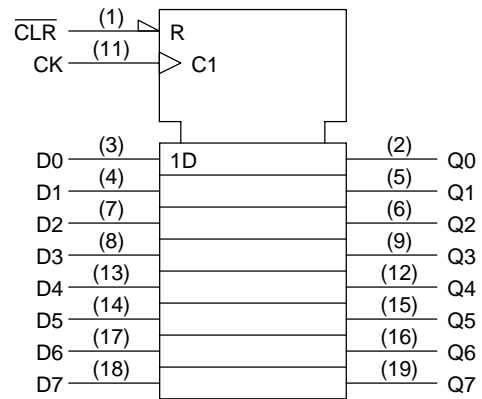 CLR (1) R
CK (11) C1
D0 (3) 1D (2) Q0
D1 (4) (5) Q1
D2 (7) (6) Q2
D3 (8) (9) Q3
D4 (13) (12) Q4
D5 (14) (15) Q5
D6 (17) (16) Q6
D7 (18) (19) Q7